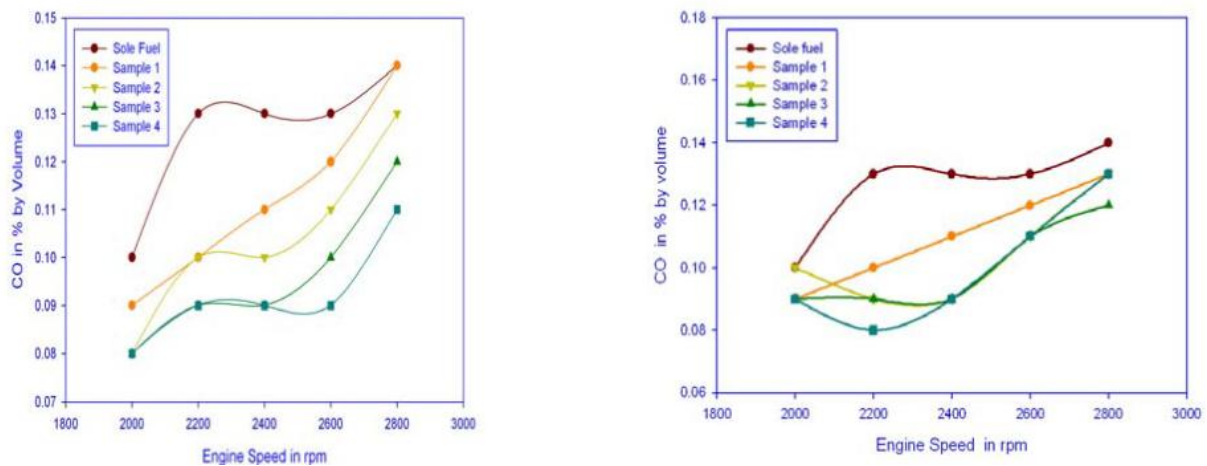 0.15
0.14
0.13
0.12
0.11
0.10
0.09
0.08
0.07
CO in % by Volume
Sole Fuel
Sample 1
Sample 2
Sample 3
Sample 4
1800 2000 2200 2400 2600 2800 3000
Engine Speed in rpm
0.18
0.16
0.14
0.12
0.10
0.08
0.06
CO in % by volume
Sole fuel
Sample 1
Sample 2
Sample 3
Sample 4
1800 2000 2200 2400 2600 2800 3000
Engine Speed in rpm